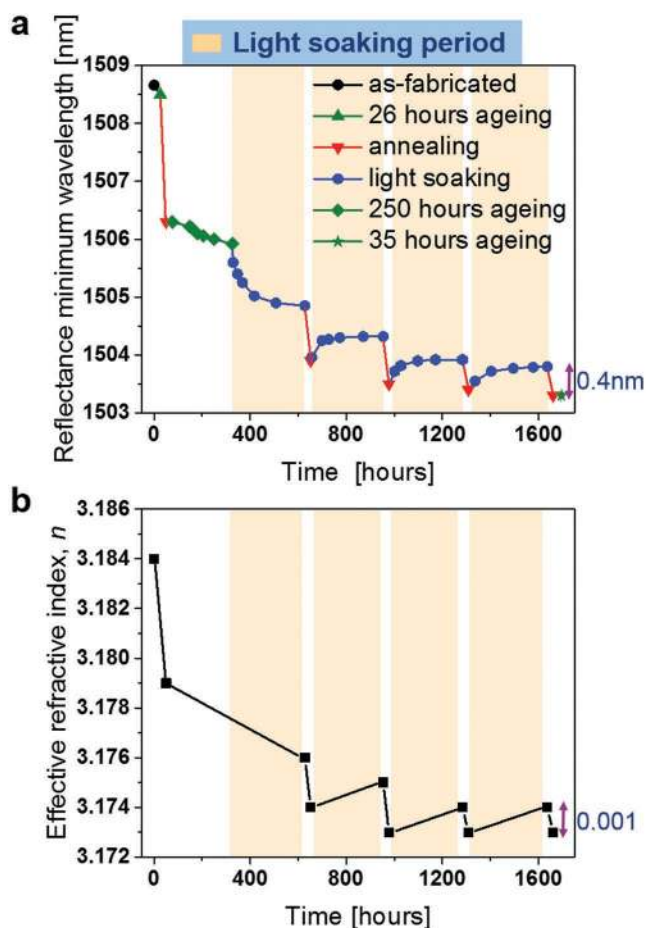 a
Light soaking period
Reflectance minimum wavelength [nm]
1509
1508
1507
1506
1505
1504
1503
as-fabricated
26 hours ageing
annealing
light soaking
250 hours ageing
35 hours ageing
0.4nm
0 400 800 1200 1600
Time [hours]
b
Effective refractive index, n
3.186
3.184
3.182
3.180
3.178
3.176
3.174
3.172
0.001
0 400 800 1200 1600
Time [hours]